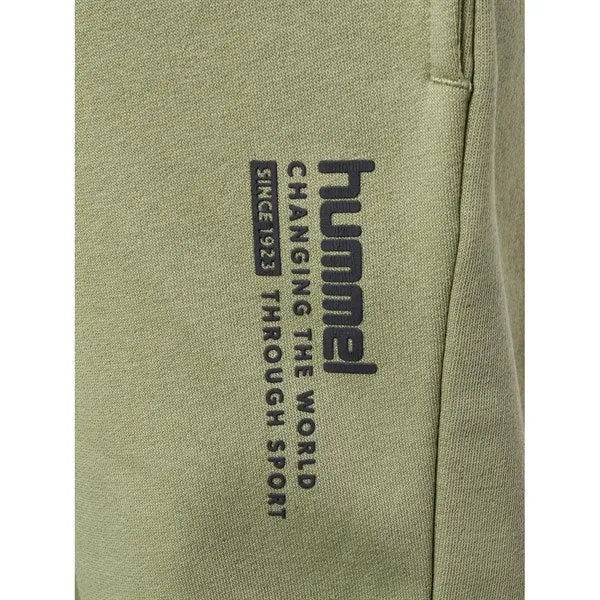 hummel
CHANGING THE WORLD
SINCE 1923 THROUGH SPORT